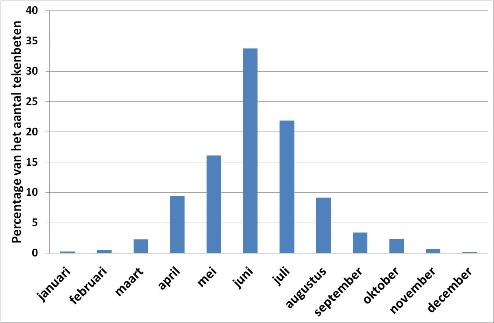 Percentage van het aantal tekenbeten
40
35
30
25
20
15
10
5
0
januari
februari
maart
april
mei
juni
juli
augustus
september
oktober
november
december